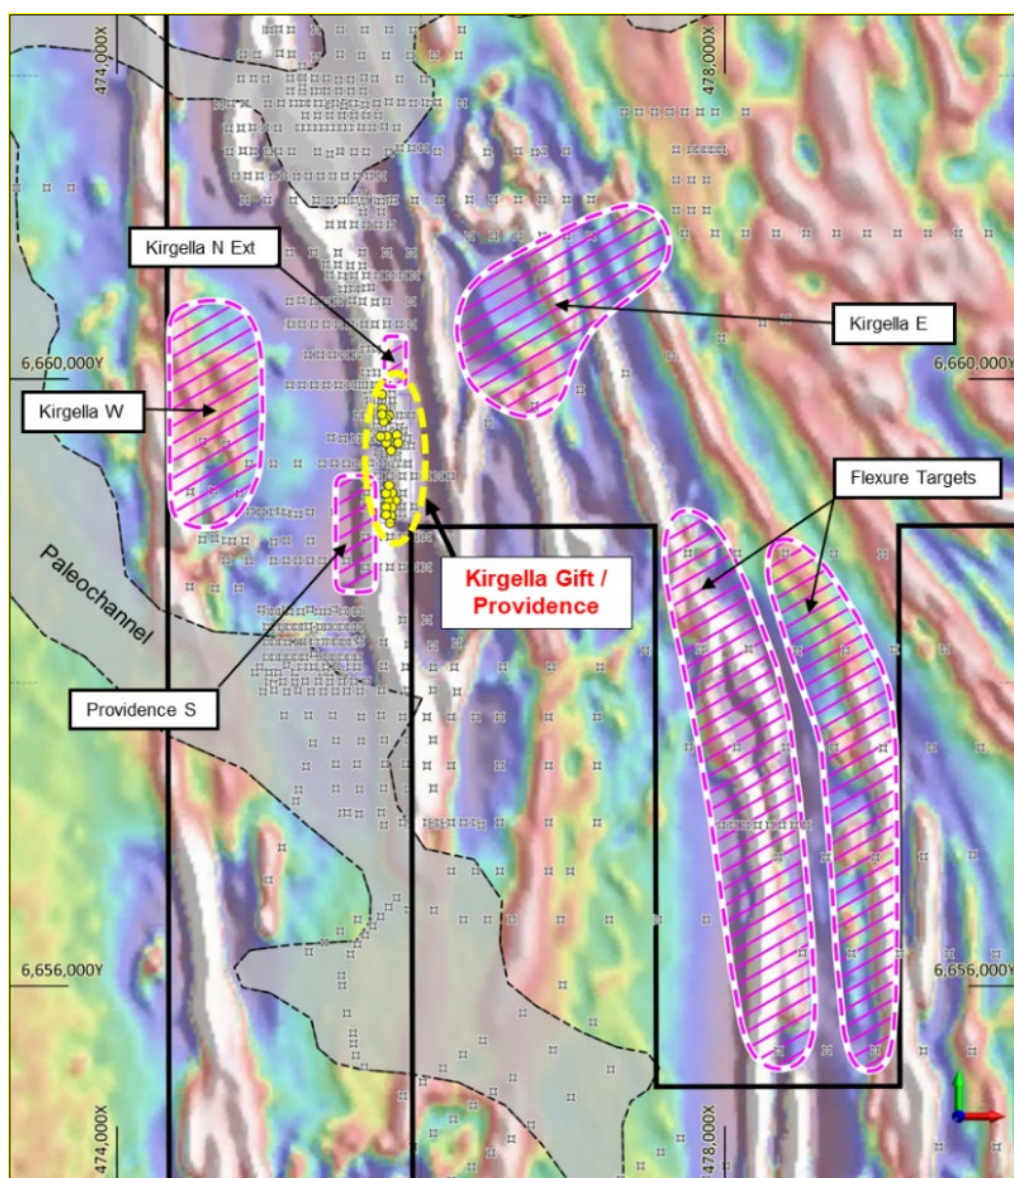 474,000X
478,000X
Kirgella N Ext
Kirgella E
6,660,000Y
6,660,000Y
Kirgella W
Flexure Targets
Kirgella Gift /
Providence
Paleochannel
Providence S
6,656,000Y
6,656,000Y
474,000X
478,000X